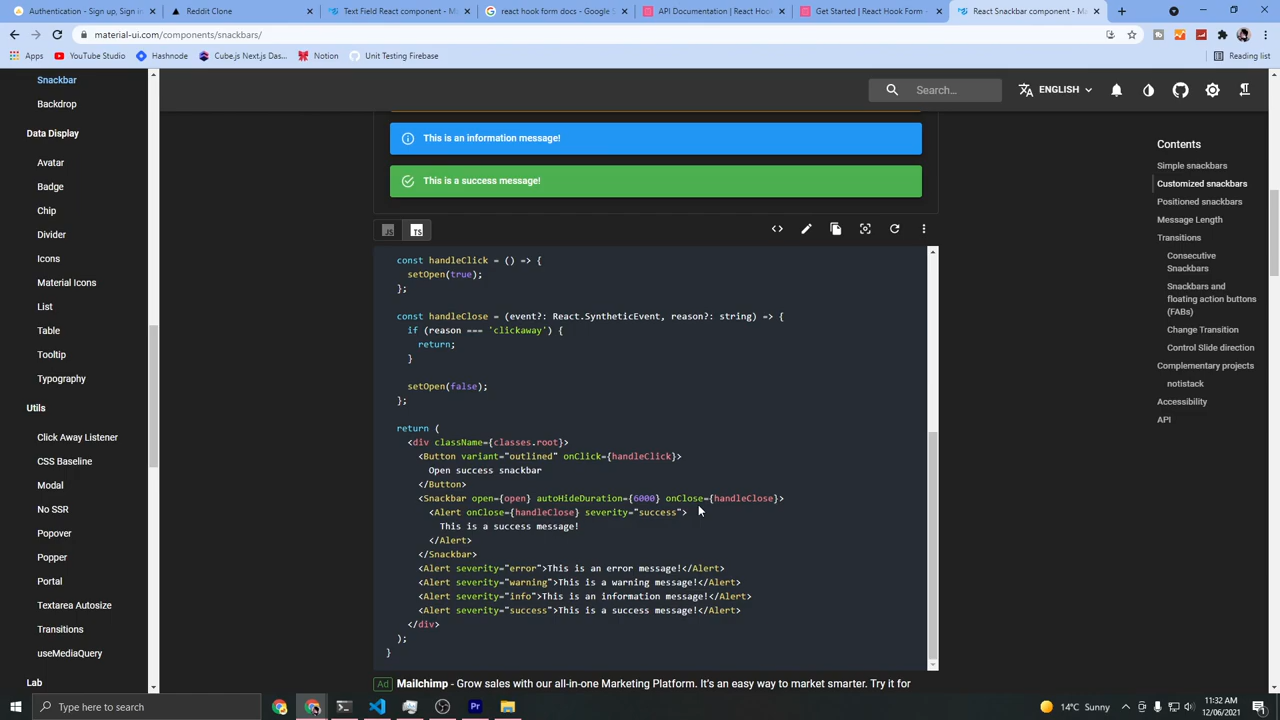 Authentication - Sign up, Sign in
Reddit Clone
Text Field React component - Ma
react hook form docs - Google S
API Documentation | React Hook
Get Started | React Hook Form -
React Snackbar component - Ma
material-ui.com/components/snackbars/
Apps
YouTube Studio
Hashnode
Cube.js Next.js Das...
Notion
Unit Testing Firebase
Reading list
Search…
ENGLISH
Snackbar
Backdrop
Data Display
Avatar
Badge
Chip
Divider
Icons
Material Icons
List
Table
Tooltip
Typography
Utils
Click Away Listener
CSS Baseline
Modal
No SSR
Popover
Popper
Portal
Textarea Autosize
Transitions
useMediaQuery
Lab
This is an information message!
This is a success message!
JS
TS
const handleClick = () => {
setOpen(true);
};
const handleClose = (event?: React.SyntheticEvent, reason?: string) => {
if (reason === 'clickaway') {
return;
}
setOpen(false);
};
return (
<div className={classes.root}>
<Button variant="outlined" onClick={handleClick}>
Open success snackbar
</Button>
<Snackbar open={open} autoHideDuration={6000} onClose={handleClose}>
<Alert onClose={handleClose} severity="success">
This is a success message!
</Alert>
</Snackbar>
<Alert severity="error">This is an error message!</Alert>
<Alert severity="warning">This is a warning message!</Alert>
<Alert severity="info">This is an information message!</Alert>
<Alert severity="success">This is a success message!</Alert>
</div>
);
}
Ad Mailchimp - Grow sales with our all-in-one Marketing Platform. It's an easy way to market smarter. Try it for
Contents
Simple snackbars
Customized snackbars
Positioned snackbars
Message Length
Transitions
Consecutive
Snackbars
Snackbars and
floating action buttons
(FABs)
Change Transition
Control Slide direction
Complementary projects
notistack
Accessibility
API
Type here to search
Pr
14°C Sunny
11:32 AM
12/06/2021